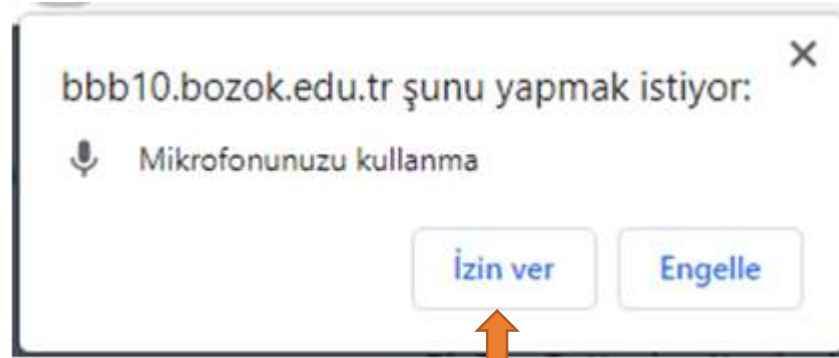 bbb10.bozok.edu.tr şunu yapmak istiyor:
Mikrofonunuzu kullanma
İzin ver
Engelle